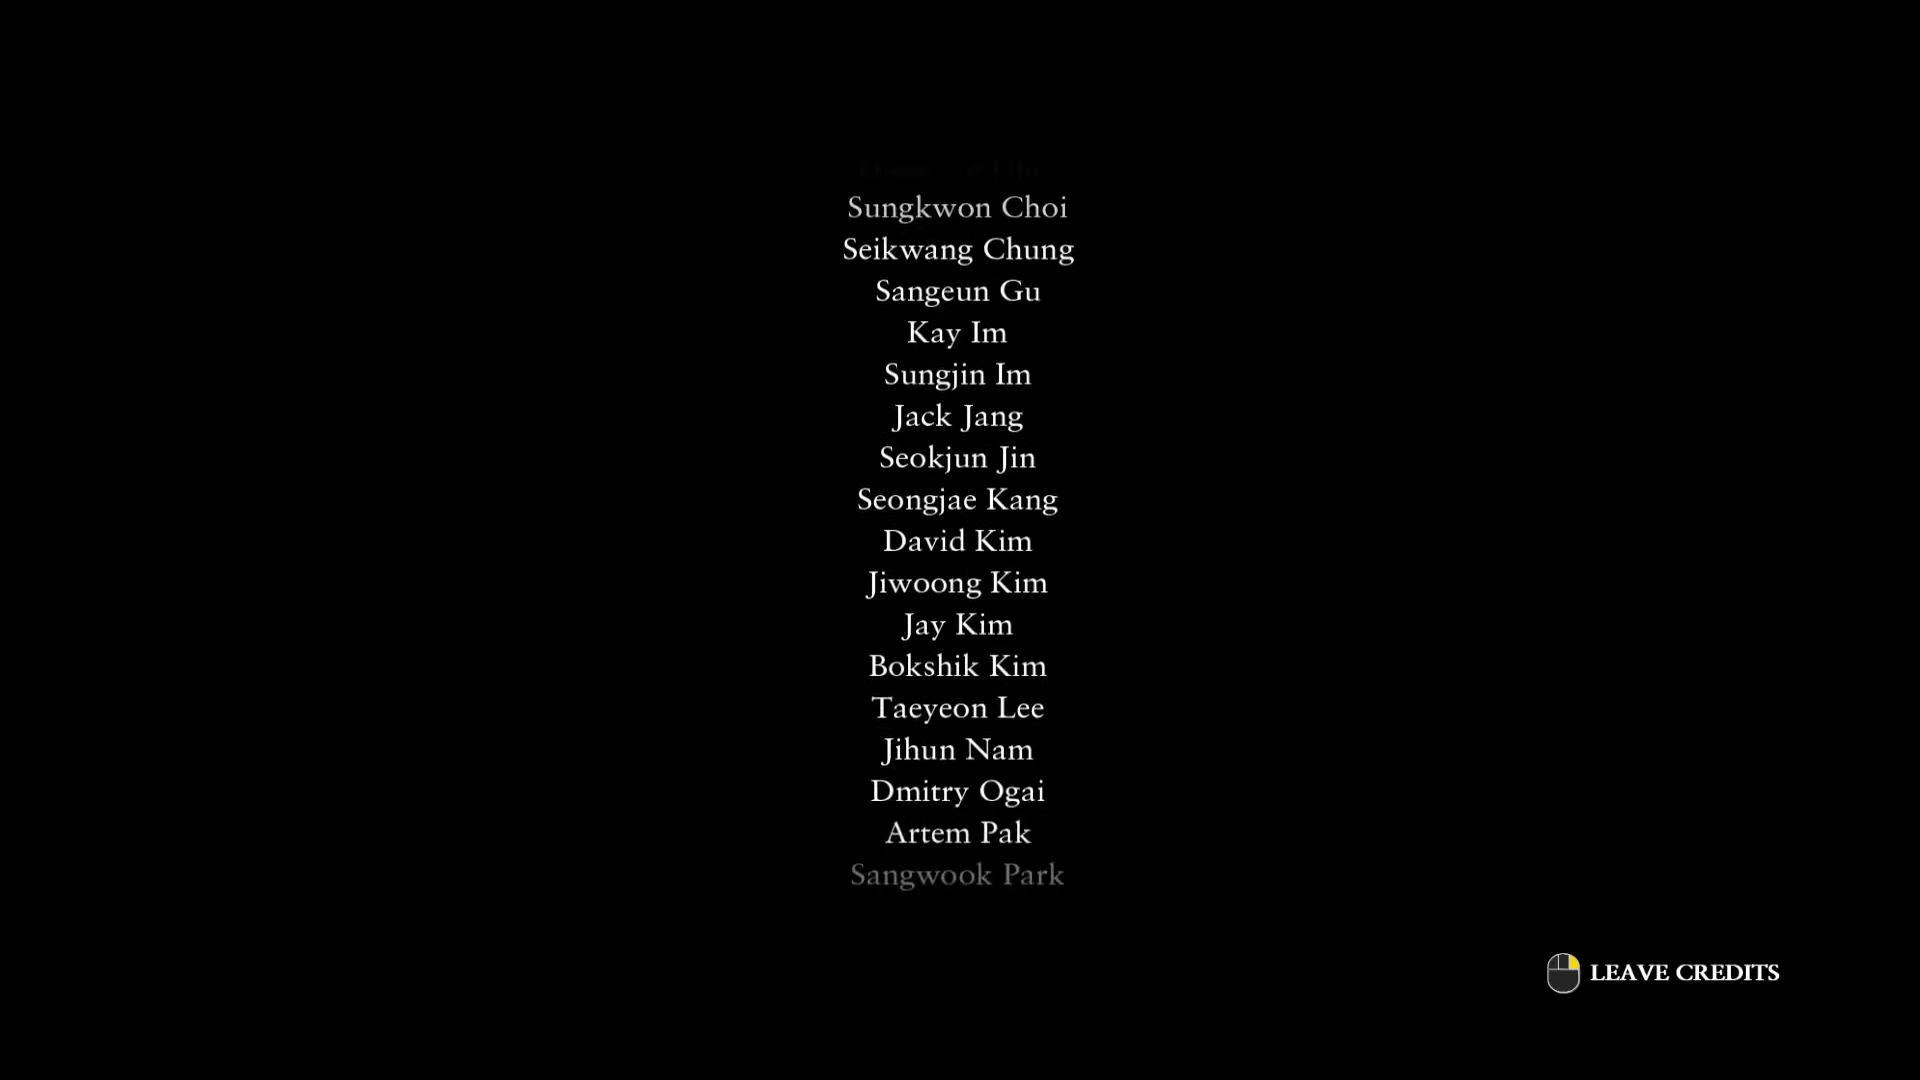 Sungkwon Choi
Seikwang Chung
Sangeun Gu
Kay Im
Sungjin Im
Jack Jang
Seokjun Jin
Seongjae Kang
David Kim
Jiwoong Kim
Jay Kim
Bokshik Kim
Taeyeon Lee
Jihun Nam
Dmitry Ogai
Artem Pak
Sangwook Park
LEAVE CREDITS